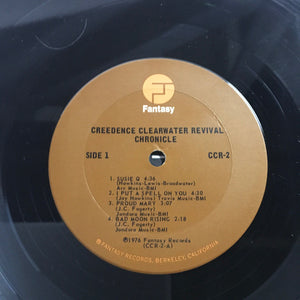 Fantasy
CREEDENCE CLEARWATER REVIVAL
CHRONICLE
SIDE 1
CCR-2
1. SUSIE Q 4:36
(Hawkins-Lewis-Broadwater)
Arc Music-BMI
2. I PUT A SPELL ON YOU 4:30
(Jay Hawkins) Travis Music-BMI
3. PROUD MARY 3:07
(J.C. Fogerty)
Jondora Music-BMI
4. BAD MOON RISING 2:18
(J.C. Fogerty)
Jondora Music-BMI
℗1976 Fantasy Records
(CCR-2-A)
© FANTASY RECORDS, BERKELEY, CALIFORNIA